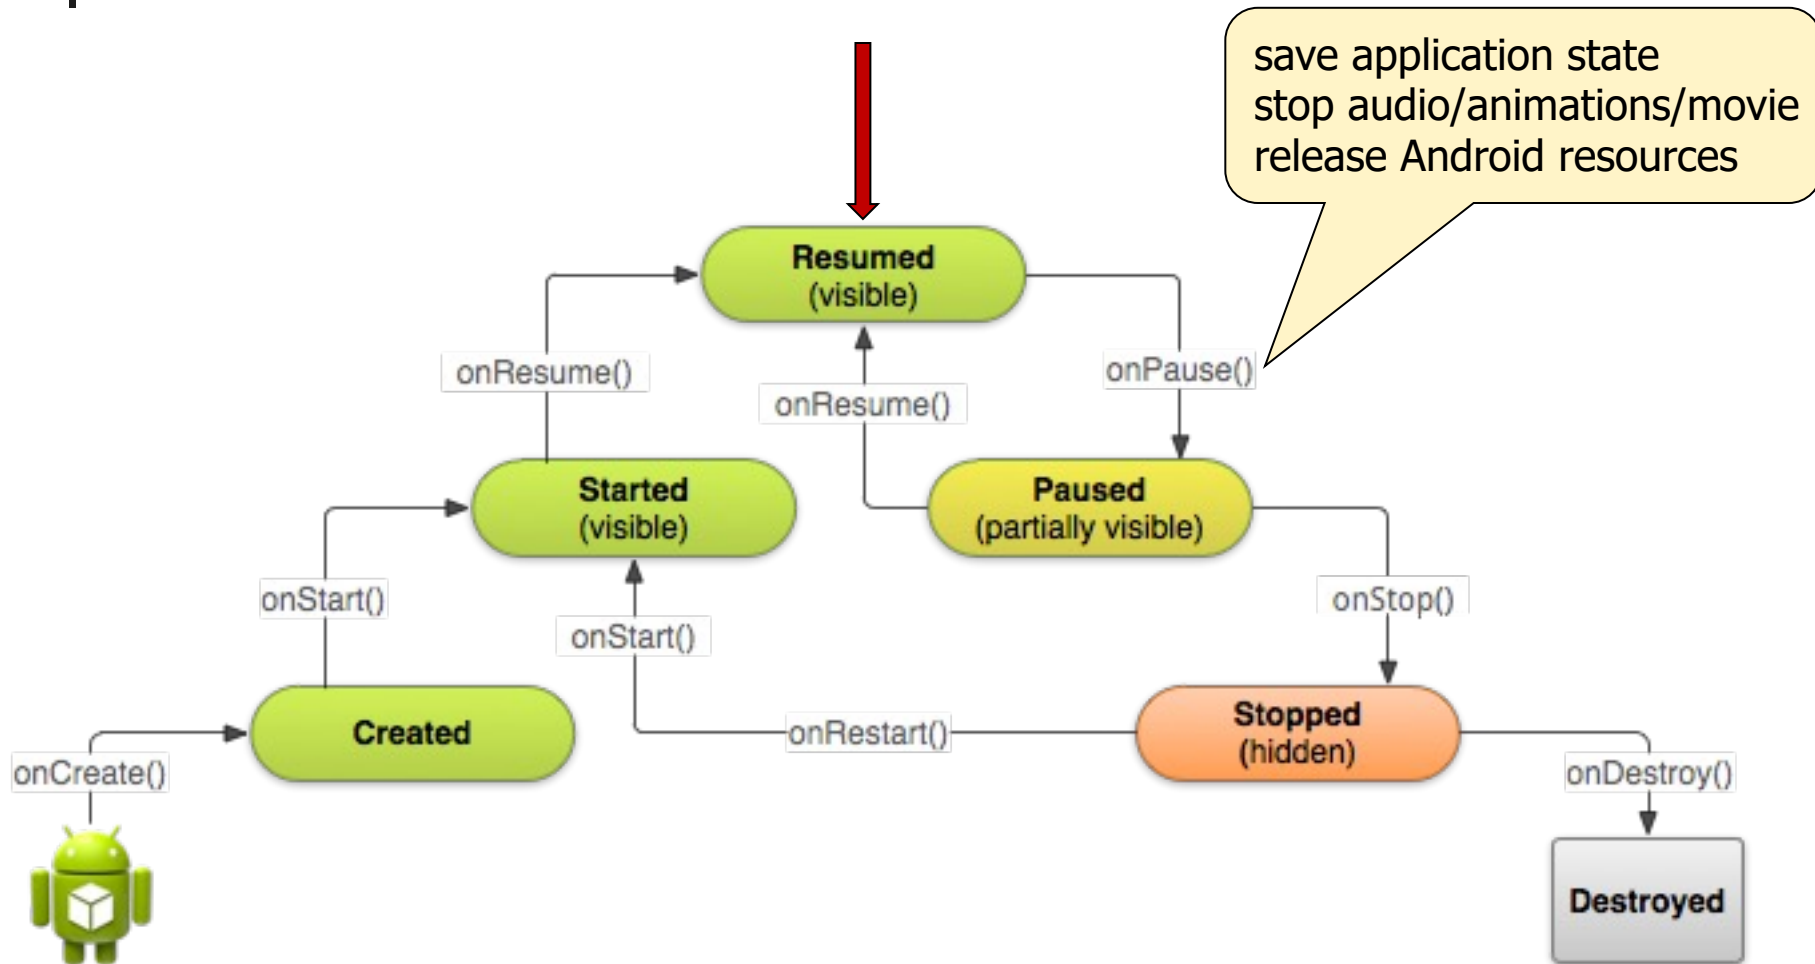 save application state
stop audio/animations/movie
release Android resources
Resumed
(visible)
onResume()
onPause()
onResume()
Started
(visible)
Paused
(partially visible)
onStart()
onStop()
onStart()
Created
onRestart()
Stopped
(hidden)
onCreate()
onDestroy()
Destroyed